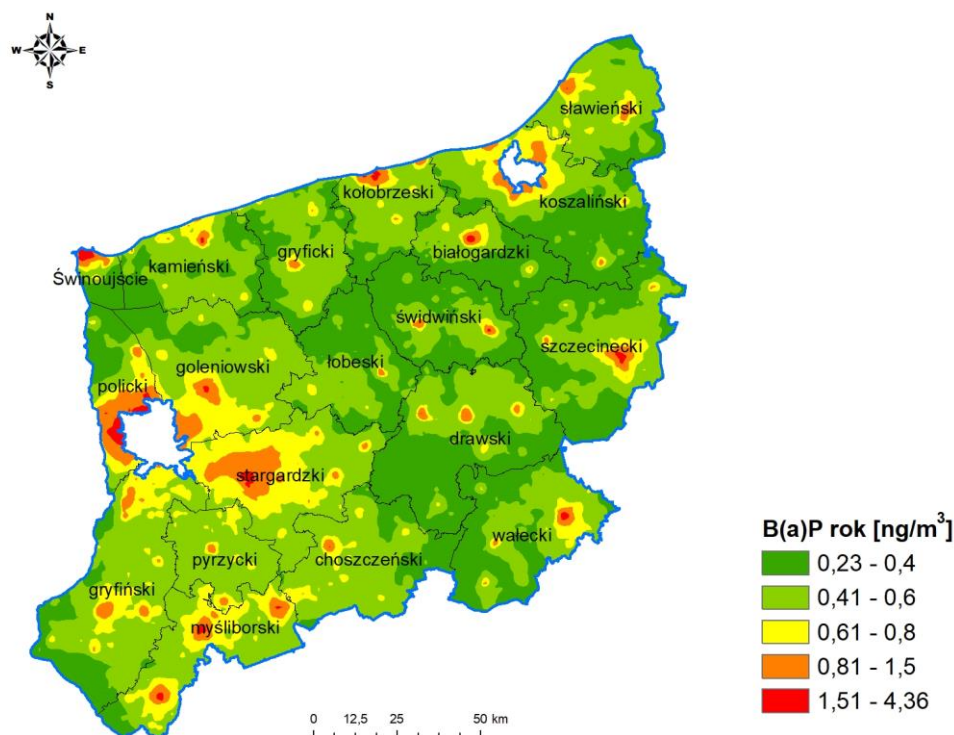 N
W E
S
sławieński
kołobrzeski
koszaliński
Świnoujście
kamieński
gryficki
białogardzki
świdwiński
szczecinecki
goleniowski
łobeski
policki
drawski
stargardzki
wałecki
pyrzycki
choszczeński
gryfiński
myśliborski
B(a)P rok [ng/m³]
0,23 - 0,4
0,41 - 0,6
0,61 - 0,8
0,81 - 1,5
1,51 - 4,36
0 12,5 25 50 km